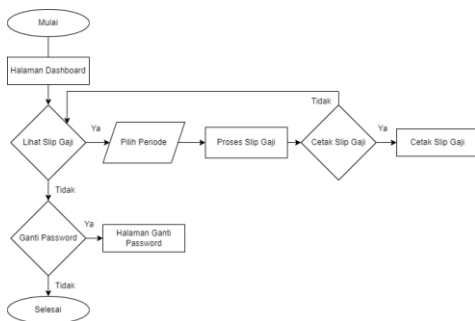 Mulai
Halaman Dashboard
Tidak
Lihat Slip Gaji
Ya
Pilih Periode
Proses Slip Gaji
Cetak Slip Gaji
Ya
Cetak Slip Gaji
Tidak
Ganti Password
Ya
Halaman Ganti
Password
Tidak
Selesai